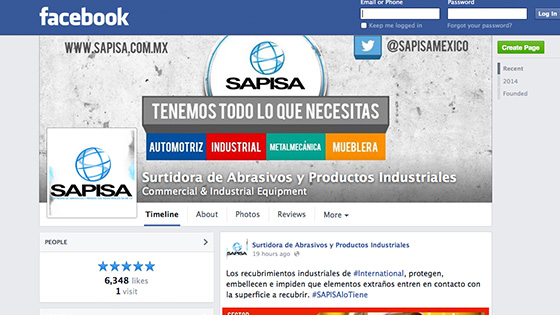 facebook
Email or Phone
Password
Log In
Keep me logged in
Forgot your password?
WWW.SAPISA.COM.MX
@SAPISAMEXICO
Create Page
SAPISA
Recent
2014
Founded
TENEMOS TODO LO QUE NECESITAS
AUTOMOTRIZ
INDUSTRIAL
METALMECÁNICA
MUEBLERA
SAPISA
Surtidora de Abrasivos y Productos Industriales
Commercial & Industrial Equipment
Timeline
About
Photos
Reviews
More
PEOPLE
6,348 likes
1 visit
SAPISA
Surtidora de Abrasivos y Productos Industriales
19 hours ago
Los recubrimientos industriales de #International, protegen,
embellecen e impiden que elementos extraños entren en contacto con
la superficie a recubrir. #SAPISAloTiene
SECTOR